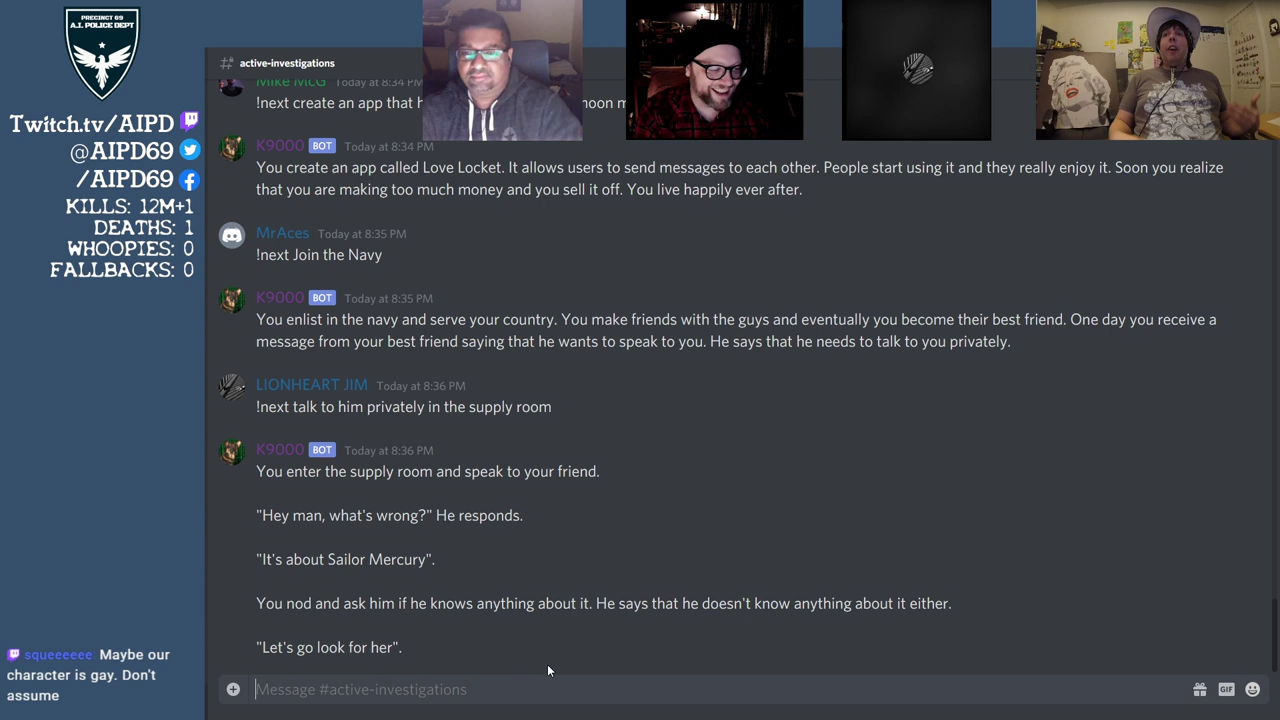 PRECINCT 69
A.I. POLICE DEPT
Twitch.tv/AIPD
@AIPD69
/AIPD69
KILLS: 12M+1
DEATHS: 1
WHOOPIES: 0
FALLBACKS: 0
squeeeeee: Maybe our
character is gay. Don't
assume
active-investigations
Mike McG Today at 8:34 PM
!next create an app that
K9000 BOT Today at 8:34 PM
You create an app called Love Locket. It allows users to send messages to each other. People start using it and they really enjoy it. Soon you realize
that you are making too much money and you sell it off. You live happily ever after.
MrAces Today at 8:35 PM
!next Join the Navy
K9000 BOT Today at 8:35 PM
You enlist in the navy and serve your country. You make friends with the guys and eventually you become their best friend. One day you receive a
message from your best friend saying that he wants to speak to you. He says that he needs to talk to you privately.
LIONHEART JIM Today at 8:36 PM
!next talk to him privately in the supply room
K9000 BOT Today at 8:36 PM
You enter the supply room and speak to your friend.
"Hey man, what's wrong?" He responds.
"It's about Sailor Mercury".
You nod and ask him if he knows anything about it. He says that he doesn't know anything about it either.
"Let's go look for her".
Message #active-investigations
GIF